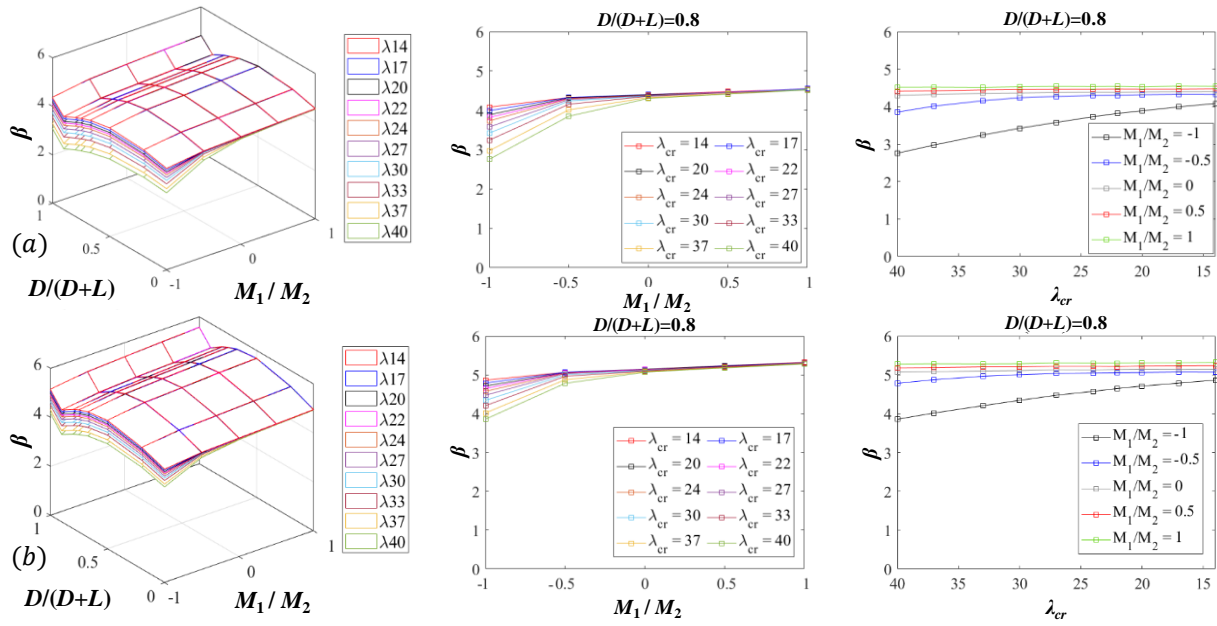 6
4
2
0
β
1
0.5
0
-1
0
1
D/(D+L)
M1 / M2
(a)
λ14
λ17
λ20
λ22
λ24
λ27
λ30
λ33
λ37
λ40
D/(D+L)=0.8
6
5
4
3
2
1
0
β
-1
-0.5
0
0.5
1
M1 / M2
λcr = 14
λcr = 17
λcr = 20
λcr = 22
λcr = 24
λcr = 27
λcr = 30
λcr = 33
λcr = 37
λcr = 40
D/(D+L)=0.8
6
5
4
3
2
1
0
β
40
35
30
25
20
15
λcr
M1/M2 = -1
M1/M2 = -0.5
M1/M2 = 0
M1/M2 = 0.5
M1/M2 = 1
6
4
2
0
β
1
0.5
0
-1
0
1
D/(D+L)
M1 / M2
(b)
λ14
λ17
λ20
λ22
λ24
λ27
λ30
λ33
λ37
λ40
D/(D+L)=0.8
6
5
4
3
2
1
0
β
-1
-0.5
0
0.5
1
M1 / M2
λcr = 14
λcr = 17
λcr = 20
λcr = 22
λcr = 24
λcr = 27
λcr = 30
λcr = 33
λcr = 37
λcr = 40
D/(D+L)=0.8
6
5
4
3
2
1
0
β
40
35
30
25
20
15
λcr
M1/M2 = -1
M1/M2 = -0.5
M1/M2 = 0
M1/M2 = 0.5
M1/M2 = 1